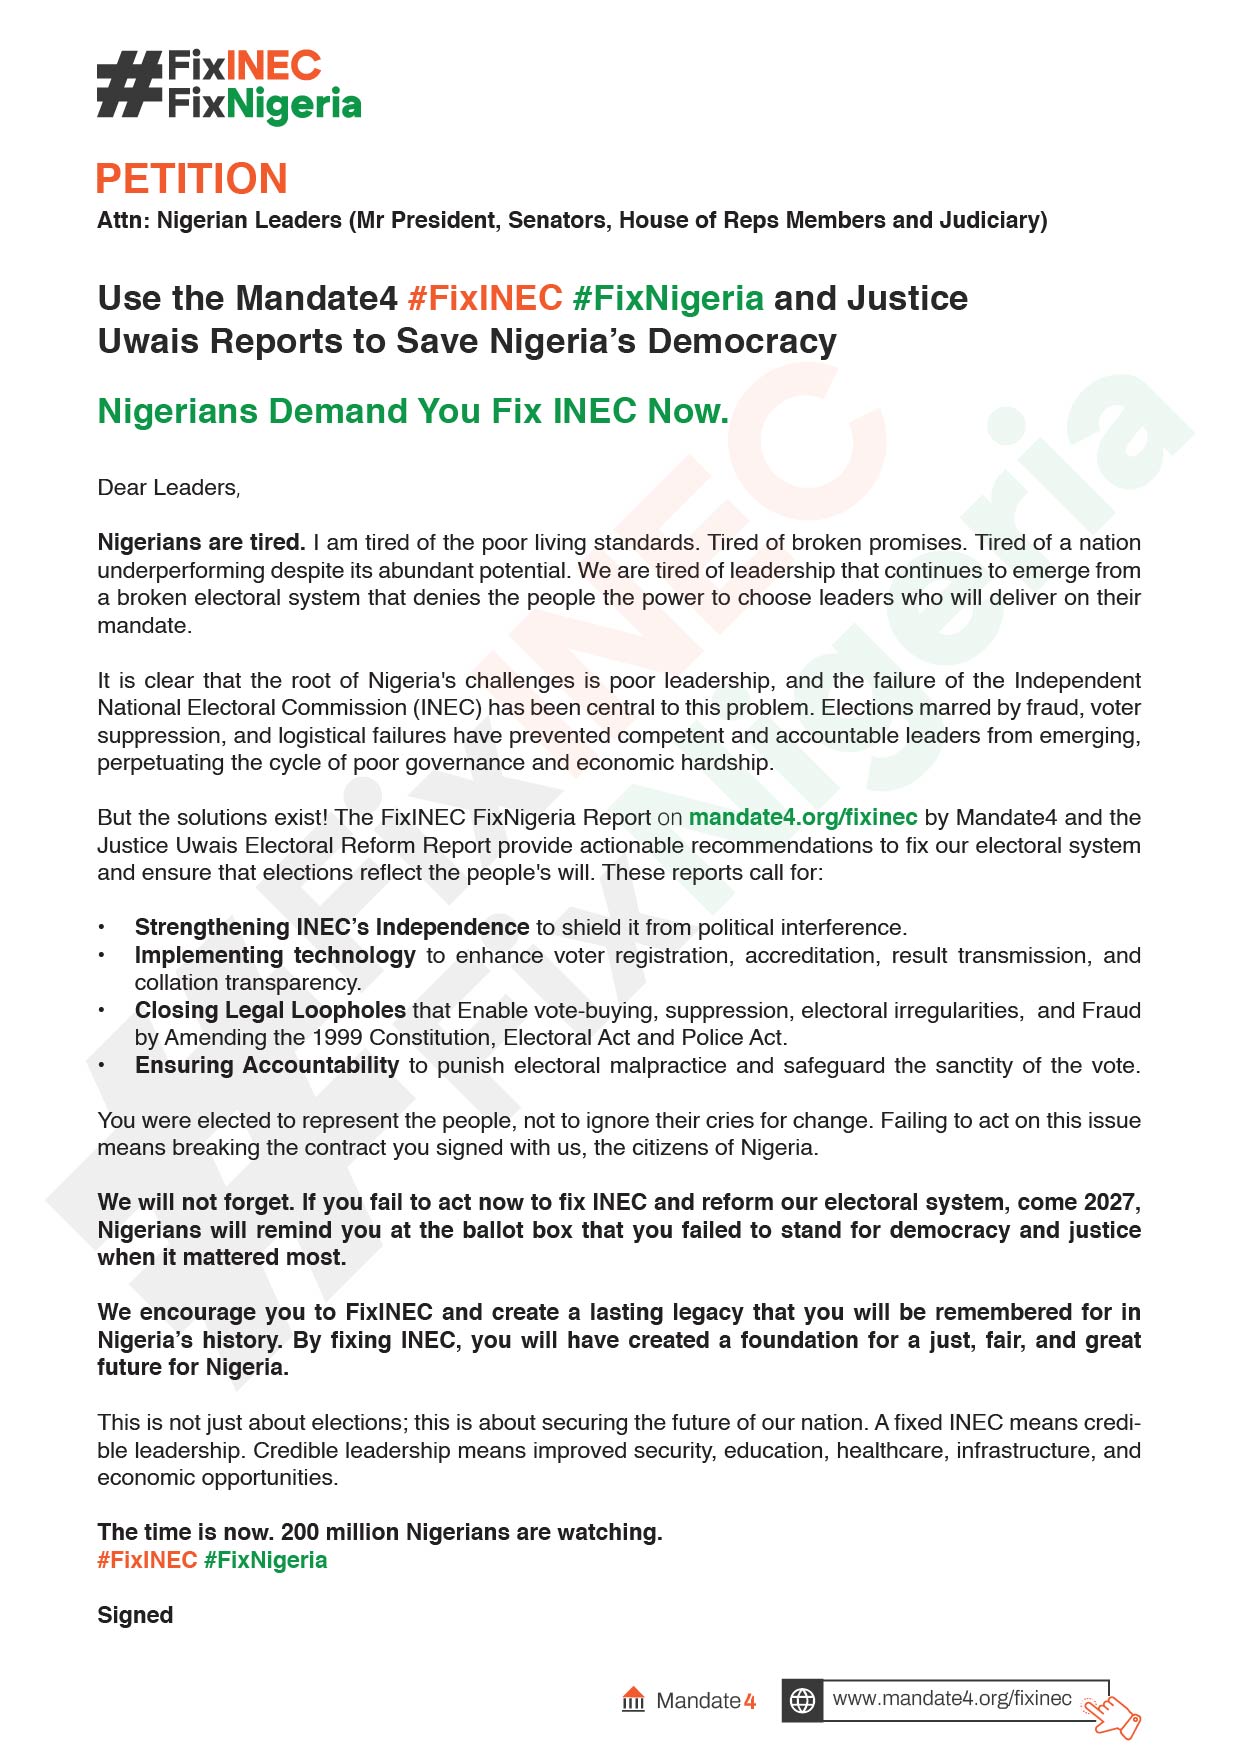 #FixINEC
FixNigeria
PETITION
Attn: Nigerian Leaders (Mr President, Senators, House of Reps Members and Judiciary)
Use the Mandate4 #FixINEC #FixNigeria and Justice
Uwais Reports to Save Nigeria’s Democracy
Nigerians Demand You Fix INEC Now.
Dear Leaders,
Nigerians are tired. I am tired of the poor living standards. Tired of broken promises. Tired of a nation
underperforming despite its abundant potential. We are tired of leadership that continues to emerge from
a broken electoral system that denies the people the power to choose leaders who will deliver on their
mandate.
It is clear that the root of Nigeria's challenges is poor leadership, and the failure of the Independent
National Electoral Commission (INEC) has been central to this problem. Elections marred by fraud, voter
suppression, and logistical failures have prevented competent and accountable leaders from emerging,
perpetuating the cycle of poor governance and economic hardship.
But the solutions exist! The FixINEC FixNigeria Report on mandate4.org/fixinec by Mandate4 and the
Justice Uwais Electoral Reform Report provide actionable recommendations to fix our electoral system
and ensure that elections reflect the people's will. These reports call for:
• Strengthening INEC’s Independence to shield it from political interference.
• Implementing technology to enhance voter registration, accreditation, result transmission, and
collation transparency.
• Closing Legal Loopholes that Enable vote-buying, suppression, electoral irregularities, and Fraud
by Amending the 1999 Constitution, Electoral Act and Police Act.
• Ensuring Accountability to punish electoral malpractice and safeguard the sanctity of the vote.
You were elected to represent the people, not to ignore their cries for change. Failing to act on this issue
means breaking the contract you signed with us, the citizens of Nigeria.
We will not forget. If you fail to act now to fix INEC and reform our electoral system, come 2027,
Nigerians will remind you at the ballot box that you failed to stand for democracy and justice
when it mattered most.
We encourage you to FixINEC and create a lasting legacy that you will be remembered for in
Nigeria’s history. By fixing INEC, you will have created a foundation for a just, fair, and great
future for Nigeria.
This is not just about elections; this is about securing the future of our nation. A fixed INEC means credi-
ble leadership. Credible leadership means improved security, education, healthcare, infrastructure, and
economic opportunities.
The time is now. 200 million Nigerians are watching.
#FixINEC #FixNigeria
Signed
Mandate4
www.mandate4.org/fixinec
#FixINEC
FixNigeria